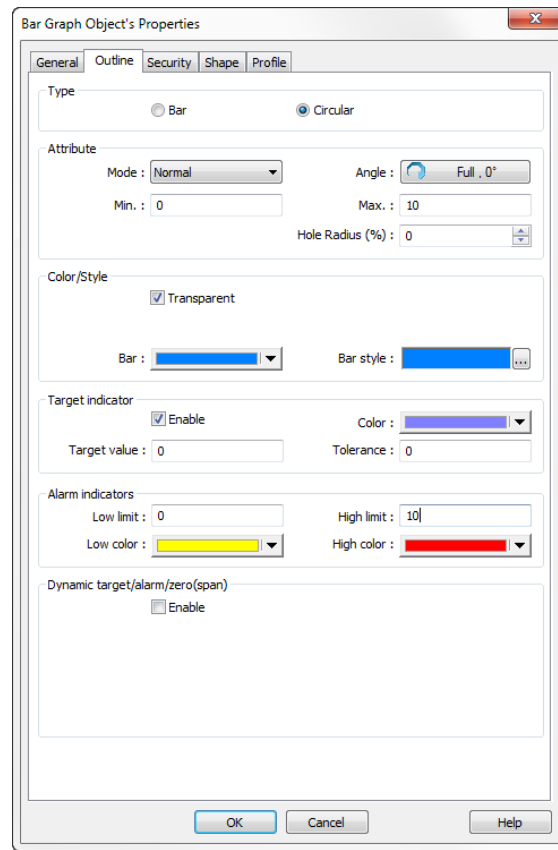 Bar Graph Object's Properties
General Outline Security Shape Profile
Type
Bar Circular
Attribute
Mode : Normal Angle : Full , 0°
Min. : 0 Max. : 10
Hole Radius (%) : 0
Color/Style
Transparent
Bar : Bar style : ...
Target indicator
Enable Color :
Target value : 0 Tolerance : 0
Alarm indicators
Low limit : 0 High limit : 10
Low color : High color :
Dynamic target/alarm/zero(span)
Enable
OK Cancel Help